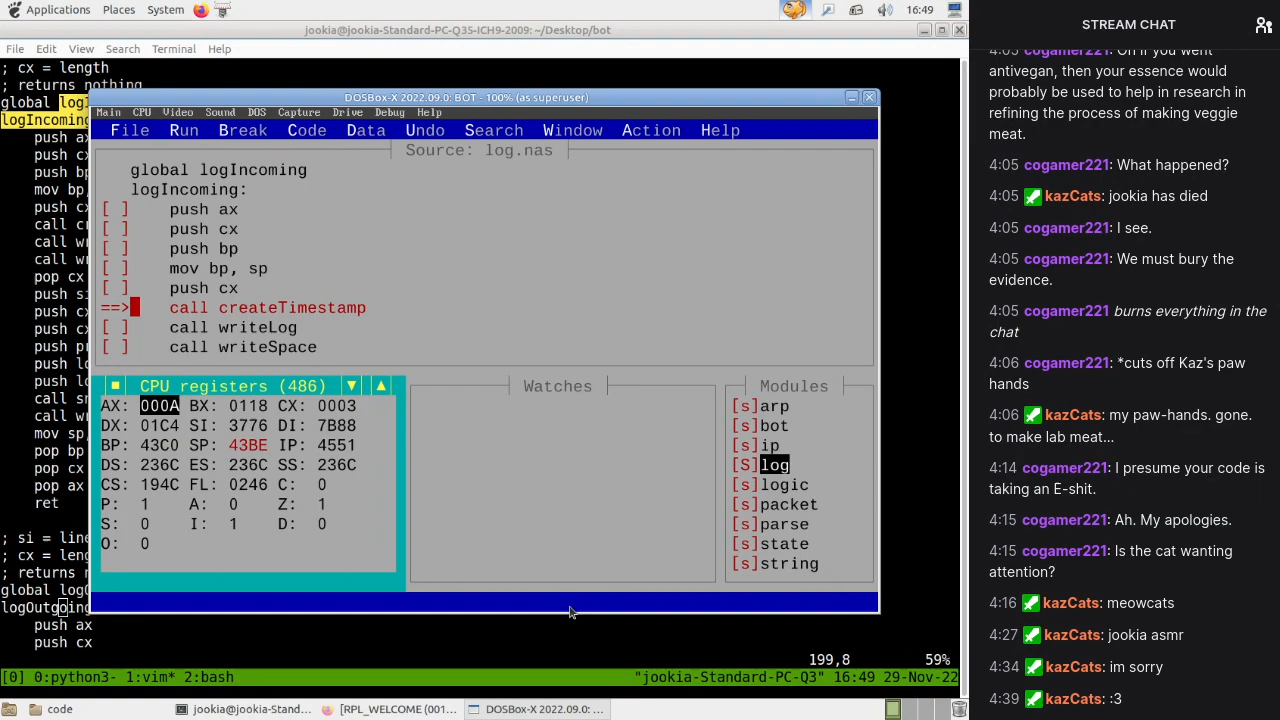 Applications Places System 16:49
jookia@jookia-Standard-PC-Q35-ICH9-2009: ~/Desktop/bot
File Edit View Search Terminal Help
; cx = length
; returns nothing
global log
logIncoming
push ax
push cx
push bp
mov bp,
push cx
call cr
call wr
call wr
pop cx
push si
push cx
push cx
push pr
push lo
push lo
call sn
call wr
mov sp,
pop bp
pop cx
pop ax
ret
; si = line
; cx = leng
; returns n
global logO
logOutgoing
push ax
push cx
199,8 59%
[0] 0:python3- 1:vim* 2:bash "jookia-Standard-PC-Q3" 16:49 29-Nov-22
DOSBox-X 2022.09.0: BOT - 100% (as superuser)
Main CPU Video Sound DOS Capture Drive Debug Help
File Run Break Code Data Undo Search Window Action Help
Source: log.nas
global logIncoming
logIncoming:
[ ] push ax
[ ] push cx
[ ] push bp
[ ] mov bp, sp
[ ] push cx
==> call createTimestamp
[ ] call writeLog
[ ] call writeSpace
CPU registers (486) ▼ ▲
AX: 000A BX: 0118 CX: 0003
DX: 01C4 SI: 3776 DI: 7B88
BP: 43C0 SP: 43BE IP: 4551
DS: 236C ES: 236C SS: 236C
CS: 194C FL: 0246 C: 0
P: 1 A: 0 Z: 1
S: 0 I: 1 D: 0
O: 0
Watches
Modules
[s]arp
[s]bot
[s]ip
[S]log
[s]logic
[s]packet
[s]parse
[s]state
[s]string
code jookia@jookia-Stand... [RPL_WELCOME (001... DOSBox-X 2022.09.0: ...
STREAM CHAT
4:05 cogamer221: Oh if you went
antivegan, then your essence would
probably be used to help in research in
refining the process of making veggie
meat.
4:05 cogamer221: What happened?
4:05 kazCats: jookia has died
4:05 cogamer221: I see.
4:05 cogamer221: We must bury the
evidence.
4:05 cogamer221 burns everything in the
chat
4:06 cogamer221: *cuts off Kaz's paw
hands
4:06 kazCats: my paw-hands. gone.
to make lab meat...
4:14 cogamer221: I presume your code is
taking an E-shit.
4:15 cogamer221: Ah. My apologies.
4:15 cogamer221: Is the cat wanting
attention?
4:16 kazCats: meowcats
4:27 kazCats: jookia asmr
4:34 kazCats: im sorry
4:39 kazCats: :3